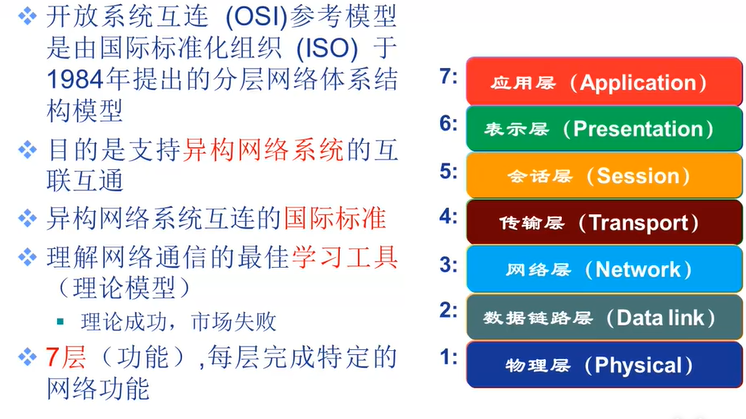 开放系统互连 (OSI)参考模型
是由国际标准化组织 (ISO) 于
1984年提出的分层网络体系结
构模型
目的是支持异构网络系统的互
联互通
异构网络系统互连的国际标准
理解网络通信的最佳学习工具
（理论模型）
理论成功，市场失败
7层（功能）,每层完成特定的
网络功能
7: 应用层（Application）
6: 表示层（Presentation）
5: 会话层（Session）
4: 传输层（Transport）
3: 网络层（Network）
2: 数据链路层（Data link）
1: 物理层（Physical）